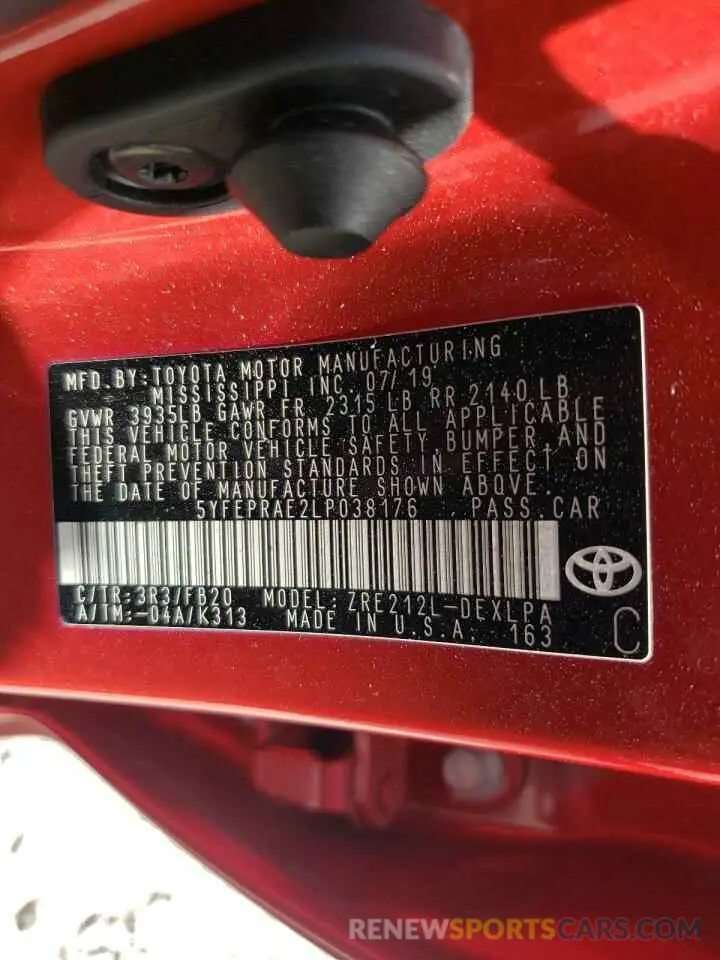 MFD. BY: TOYOTA MOTOR MANUFACTURING
MISSISSIPPI INC. 07/19
GVWR 3935LB GAWR FR 2315 LB RR 2140 LB
THIS VEHICLE CONFORMS TO ALL APPLICABLE
FEDERAL MOTOR VEHICLE SAFETY, BUMPER, AND
THEFT PREVENTION STANDARDS IN EFFECT ON
THE DATE OF MANUFACTURE SHOWN ABOVE.
5YFEPRAE2LP038176 PASS. CAR
C/TR: 3R3/FB20 MODEL: ZRE212L-DEXLPA
A/TM: -04A/K313 MADE IN U.S.A. 163
C
RENEWSPORTSCARS.COM